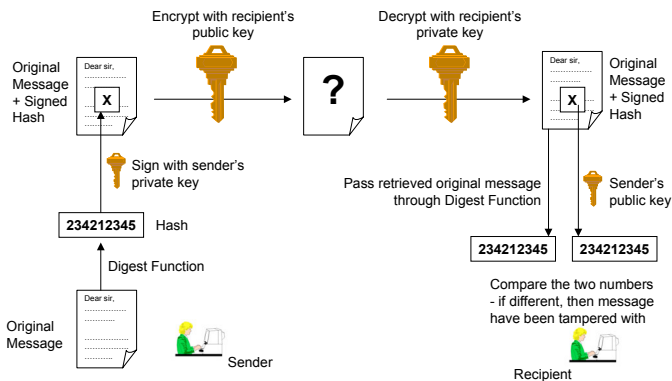 Encrypt with recipient's
public key
Decrypt with recipient's
private key
Original
Message
+ Signed
Hash
Dear sir,
X
?
Dear sir,
X
Original
Message
+ Signed
Hash
Sign with sender's
private key
Pass retrieved original message
through Digest Function
Sender's
public key
234212345
Hash
234212345
234212345
Digest Function
Compare the two numbers
- if different, then message
have been tampered with
Dear sir,
Original
Message
Sender
Recipient